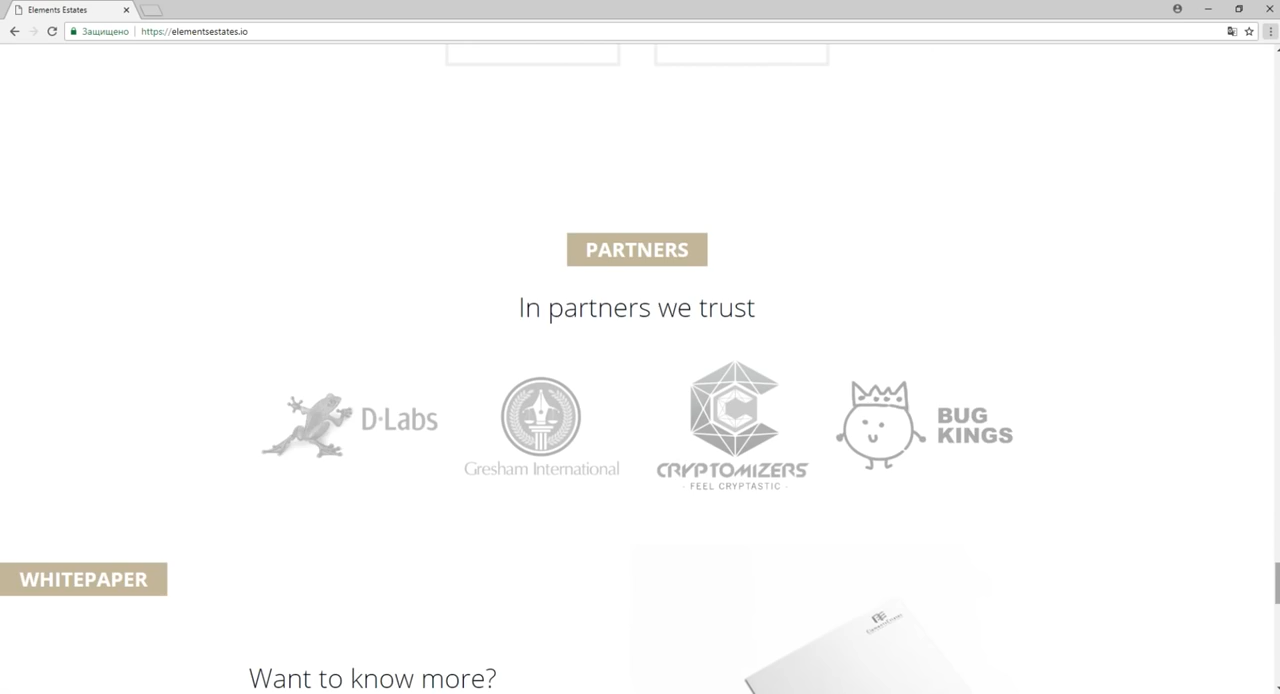 Elements Estates
Защищено
https://elementsestates.io
PARTNERS
In partners we trust
D·Labs
Gresham International
CRYPTOMIZERS
· FEEL CRYPTASTIC ·
BUG
KINGS
WHITEPAPER
Want to know more?